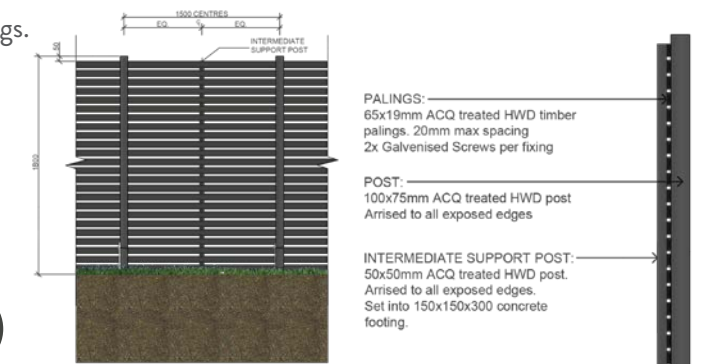 gs.
1500 CENTRES
EQ.
EQ.
INTERMEDIATE
SUPPORT POST
50
1800
PALINGS:
65x19mm ACQ treated HWD timber
palings. 20mm max spacing
2x Galvenised Screws per fixing
POST:
100x75mm ACQ treated HWD post
Arrised to all exposed edges
INTERMEDIATE SUPPORT POST:
50x50mm ACQ treated HWD post.
Arrised to all exposed edges.
Set into 150x150x300 concrete
footing.